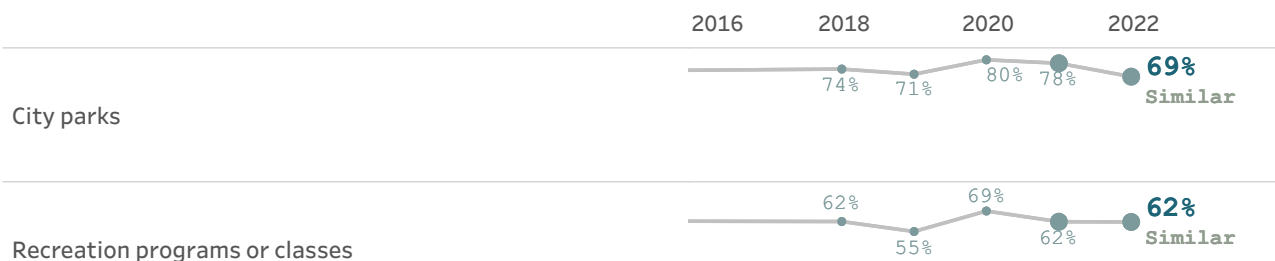 2016 2018 2020 2022
City parks 74% 71% 80% 78% 69%
Similar
Recreation programs or classes 62% 55% 69% 62% 62%
Similar